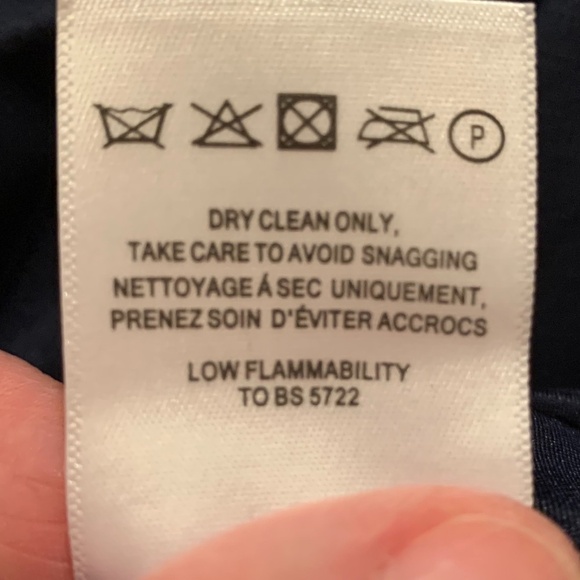 P
DRY CLEAN ONLY,
TAKE CARE TO AVOID SNAGGING
NETTOYAGE Á SEC UNIQUEMENT,
PRENEZ SOIN D'ÉVITER ACCROCS
LOW FLAMMABILITY
TO BS 5722